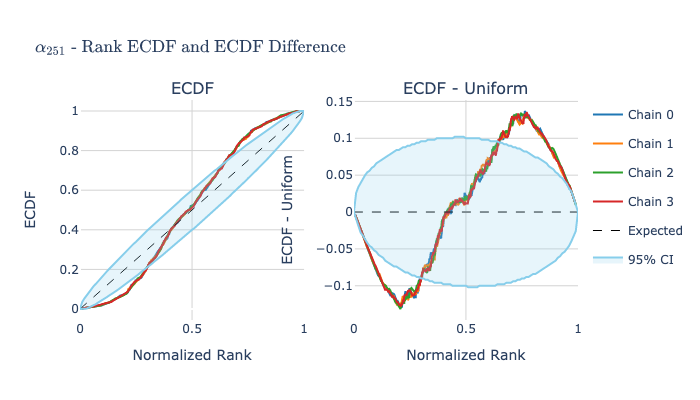 α251 - Rank ECDF and ECDF Difference
ECDF
ECDF
1
0.8
0.6
0.4
0.2
0
0
0.5
1
Normalized Rank
ECDF - Uniform
ECDF - Uniform
0.15
0.1
0.05
0
−0.05
−0.1
0
0.5
1
Normalized Rank
Chain 0
Chain 1
Chain 2
Chain 3
Expected
95% CI